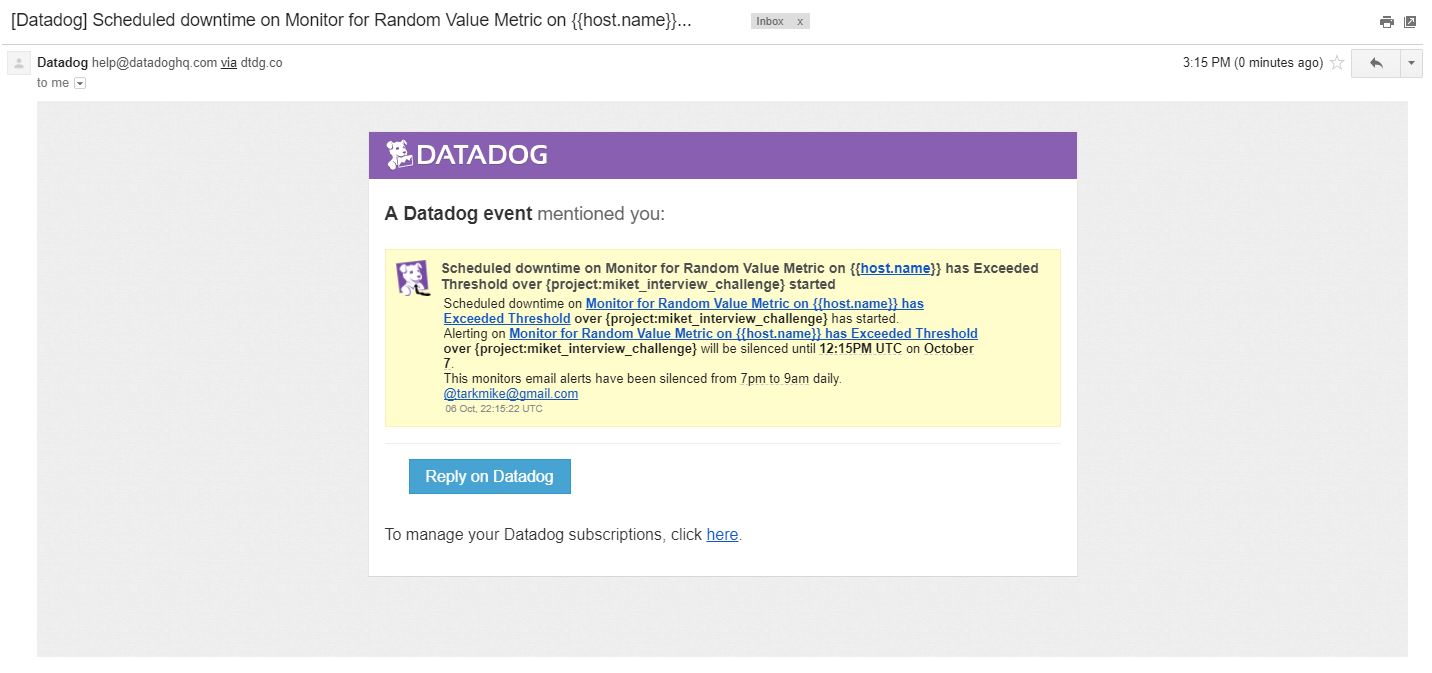 [Datadog] Scheduled downtime on Monitor for Random Value Metric on {{host.name}}...
Inbox x
Datadog help@datadoghq.com via dtdg.co
3:15 PM (0 minutes ago)
to me
DATADOG
A Datadog event mentioned you:
Scheduled downtime on Monitor for Random Value Metric on {{host.name}} has Exceeded
Threshold over {project:miket_interview_challenge} started
Scheduled downtime on Monitor for Random Value Metric on {{host.name}} has
Exceeded Threshold over {project:miket_interview_challenge} has started.
Alerting on Monitor for Random Value Metric on {{host.name}} has Exceeded Threshold
over {project:miket_interview_challenge} will be silenced until 12:15PM UTC on October
7.
This monitors email alerts have been silenced from 7pm to 9am daily.
@tarkmike@gmail.com
06 Oct, 22:15:22 UTC
Reply on Datadog
To manage your Datadog subscriptions, click here.